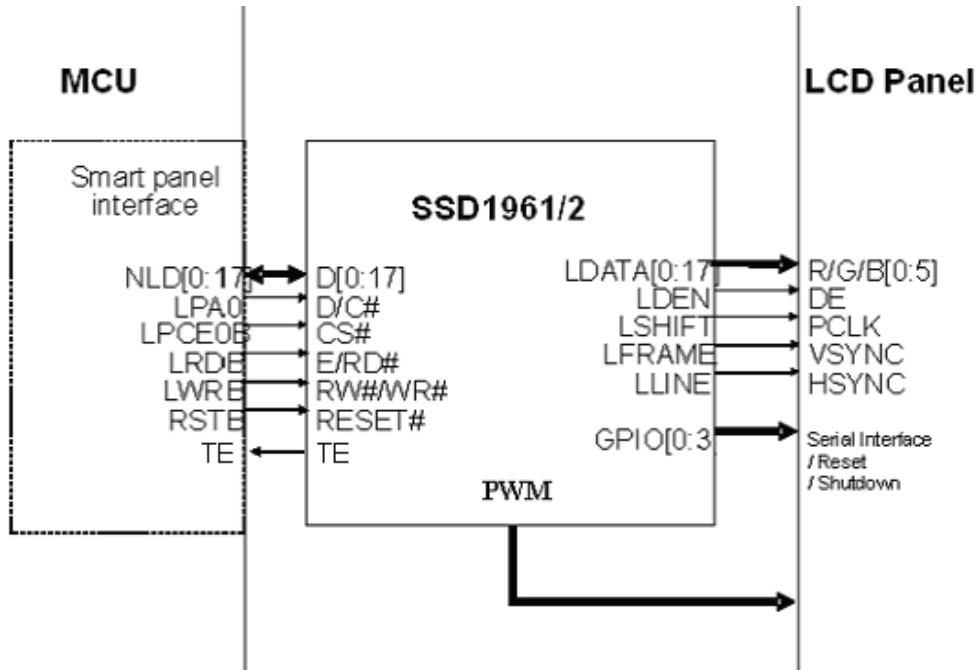 MCU
LCD Panel
Smart panel
interface
SSD1961/2
NLD[0:17]
D[0:17]
LDATA[0:17]
R/G/B[0:5]
LPA0
D/C#
LDEN
DE
LPCE0B
CS#
LSHIFT
PCLK
LRDB
E/RD#
LFRAME
VSYNC
LWRB
RW#/WR#
LLINE
HSYNC
RSTB
RESET#
TE
TE
GPIO[0:3
Serial Interface
/ Reset
/ Shutdown
PWM